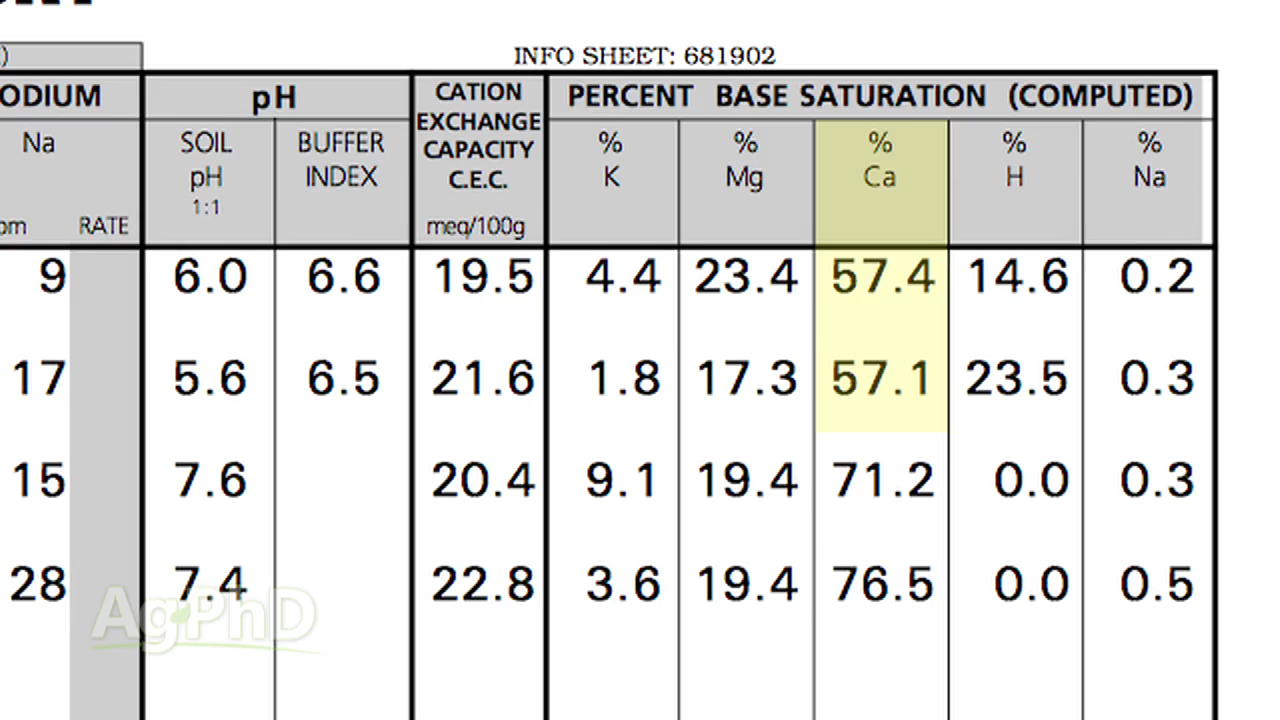 INFO SHEET: 681902
ODIUM pH CATION EXCHANGE CAPACITY C.E.C. PERCENT BASE SATURATION (COMPUTED)
Na SOIL pH 1:1 BUFFER INDEX % K % Mg % Ca % H % Na
RATE meq/100g
9 6.0 6.6 19.5 4.4 23.4 57.4 14.6 0.2
17 5.6 6.5 21.6 1.8 17.3 57.1 23.5 0.3
15 7.6 20.4 9.1 19.4 71.2 0.0 0.3
28 7.4 22.8 3.6 19.4 76.5 0.0 0.5
AgPhD